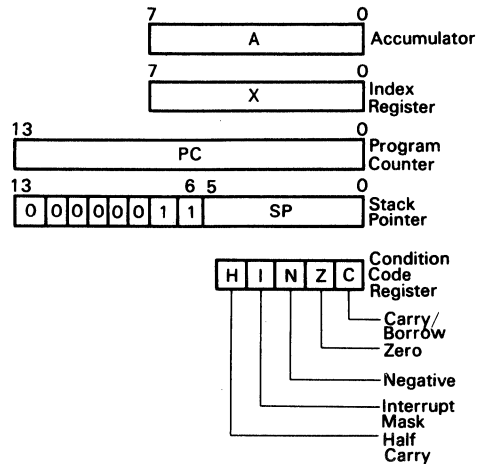 7 0
A Accumulator
7 0
X Index
Register
13 0
PC Program
Counter
13 6 5 0
0 0 0 0 0 0 1 1 SP Stack
Pointer
H I N Z C Condition
Code
Register
Carry/
Borrow
Zero
Negative
Interrupt
Mask
Half
Carry